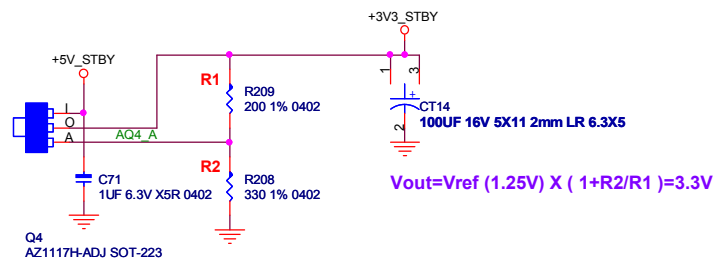 +3V3_STBY
+5V_STBY
R1
R209
200 1% 0402
1
3
+
CT14
100UF 16V 5X11 2mm LR 6.3X5
2
I
O
A
AQ4_A
R2
R208
330 1% 0402
C71
1UF 6.3V X5R 0402
Vout=Vref (1.25V) X ( 1+R2/R1 )=3.3V
Q4
AZ1117H-ADJ SOT-223